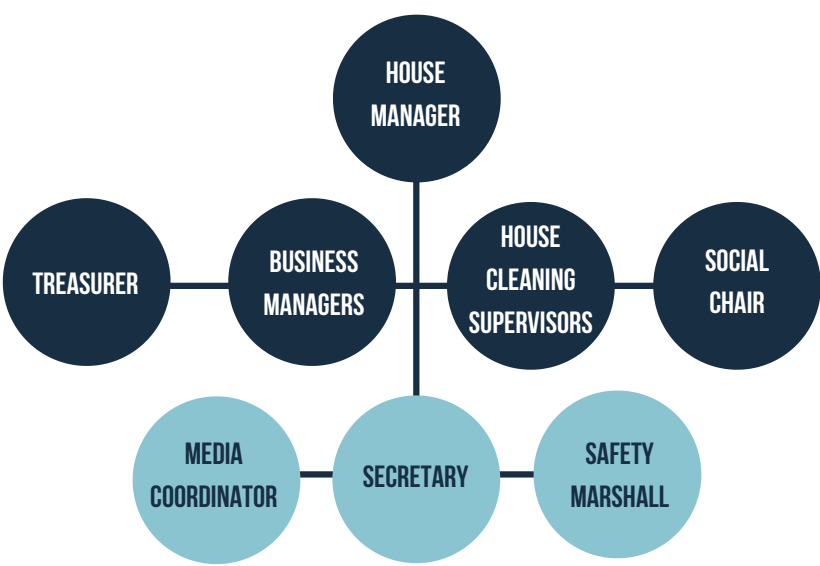 HOUSE
MANAGER
TREASURER
BUSINESS
MANAGERS
HOUSE
CLEANING
SUPERVISORS
SOCIAL
CHAIR
MEDIA
COORDINATOR
SECRETARY
SAFETY
MARSHALL